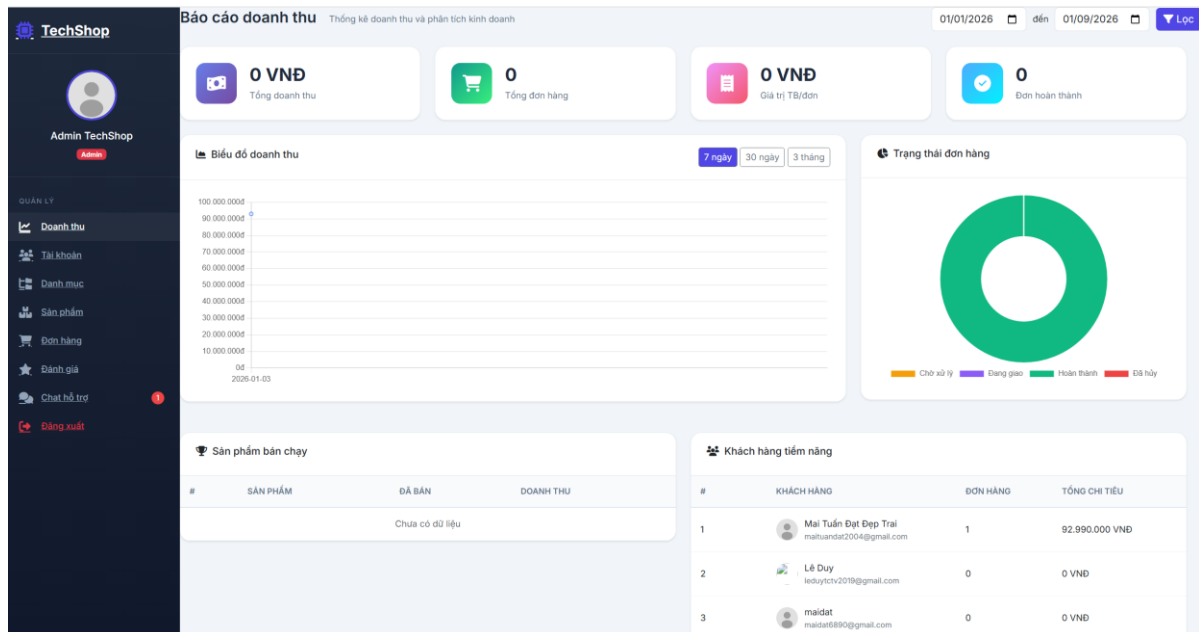 TechShop
Admin TechShop
Admin
QUẢN LÝ
Doanh thu
Tài khoản
Danh mục
Sản phẩm
Đơn hàng
Đánh giá
Chat hỗ trợ 1
Đăng xuất
Báo cáo doanh thu Thống kê doanh thu và phân tích kinh doanh
01/01/2026 đến 01/09/2026 Lọc
0 VNĐ
Tổng doanh thu
0
Tổng đơn hàng
0 VNĐ
Giá trị TB/đơn
0
Đơn hoàn thành
Biểu đồ doanh thu
7 ngày 30 ngày 3 tháng
100.000.000đ
90.000.000đ
80.000.000đ
70.000.000đ
60.000.000đ
50.000.000đ
40.000.000đ
30.000.000đ
20.000.000đ
10.000.000đ
0đ
2026-01-03
Trạng thái đơn hàng
Chờ xử lý Đang giao Hoàn thành Đã hủy
Sản phẩm bán chạy
# SẢN PHẨM ĐÃ BÁN DOANH THU
Chưa có dữ liệu
Khách hàng tiềm năng
# KHÁCH HÀNG ĐƠN HÀNG TỔNG CHI TIÊU
1 Mai Tuấn Đạt Đẹp Trai 1 92.990.000 VNĐ
maituandat2004@gmail.com
2 Lê Duy 0 0 VNĐ
leduytctv2019@gmail.com
3 maidat 0 0 VNĐ
maidat6890@gmail.com